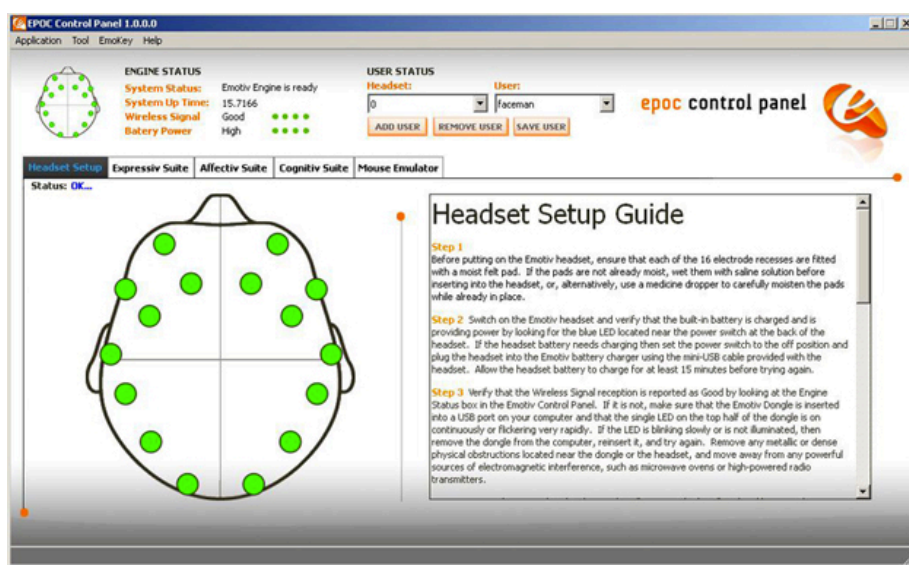 EPOC Control Panel 1.0.0.0
Application Tool EmoKey Help
ENGINE STATUS
System Status: Emotiv Engine is ready
System Up Time: 15.7166
Wireless Signal Good
Batery Power High
USER STATUS
Headset: User:
0 faceman
ADD USER REMOVE USER SAVE USER
epoc control panel
Headset Setup Expressiv Suite Affectiv Suite Cognitiv Suite Mouse Emulator
Status: OK...
Headset Setup Guide
Step 1
Before putting on the Emotiv headset, ensure that each of the 16 electrode recesses are fitted
with a moist felt pad. If the pads are not already moist, wet them with saline solution before
inserting into the headset, or, alternatively, use a medicine dropper to carefully moisten the pads
while already in place.
Step 2 Switch on the Emotiv headset and verify that the built-in battery is charged and is
providing power by looking for the blue LED located near the power switch at the back of the
headset. If the headset battery needs charging then set the power switch to the off position and
plug the headset into the Emotiv battery charger using the mini-USB cable provided with the
headset. Allow the headset battery to charge for at least 15 minutes before trying again.
Step 3 Verify that the Wireless Signal reception is reported as Good by looking at the Engine
Status box in the Emotiv Control Panel. If it is not, make sure that the Emotiv Dongle is inserted
into a USB port on your computer and that the single LED on the top half of the dongle is on
continuously or flickering very rapidly. If the LED is blinking slowly or is not illuminated, then
remove the dongle from the computer, reinsert it, and try again. Remove any metallic or dense
physical obstructions located near the dongle or the headset, and move away from any powerful
sources of electromagnetic interference, such as microwave ovens or high-powered radio
transmitters.